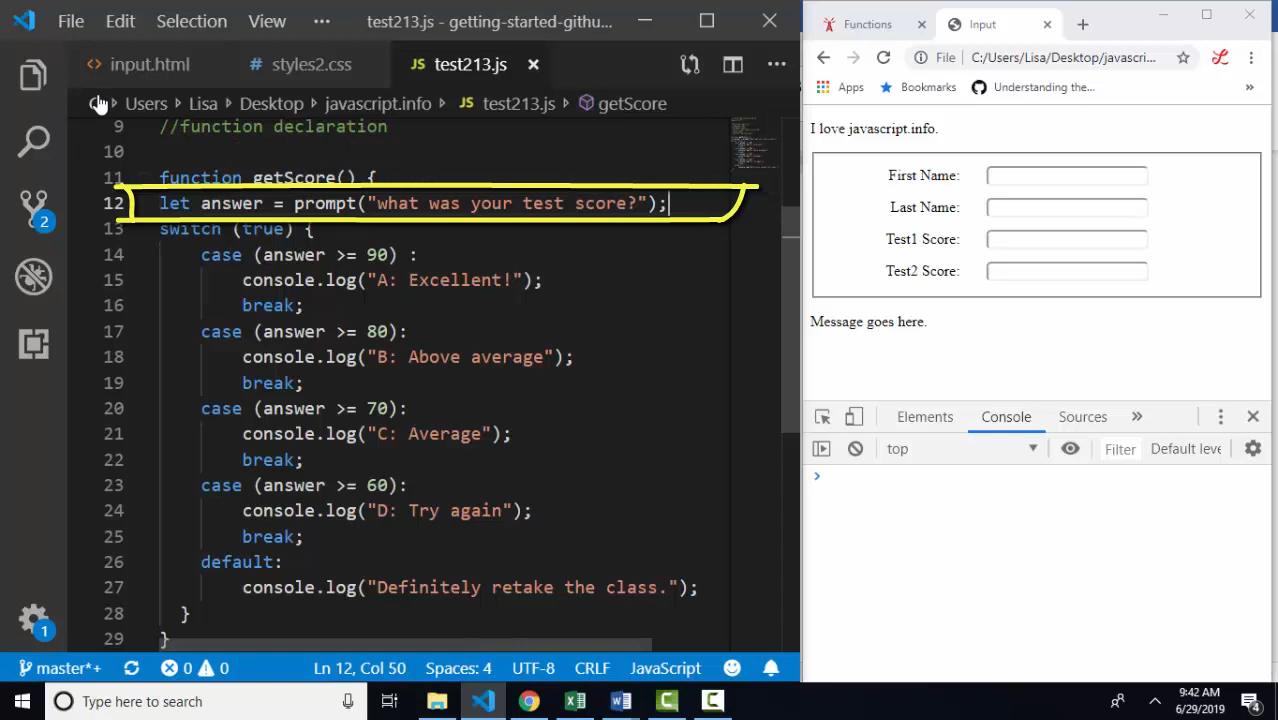 File Edit Selection View ••• test213.js - getting-started-githu...
input.html # styles2.css JS test213.js
Users Lisa Desktop javascript.info JS test213.js getScore
9 //function declaration
10
11 function getScore() {
12 let answer = prompt("what was your test score?");
13 switch (true) {
14 case (answer >= 90) :
15 console.log("A: Excellent!");
16 break;
17 case (answer >= 80):
18 console.log("B: Above average");
19 break;
20 case (answer >= 70):
21 console.log("C: Average");
22 break;
23 case (answer >= 60):
24 console.log("D: Try again");
25 break;
26 default:
27 console.log("Definitely retake the class.");
28 }
29 }
2
1
master*+ 0 0 Ln 12, Col 50 Spaces: 4 UTF-8 CRLF JavaScript
Functions Input
File C:/Users/Lisa/Desktop/javascri...
Apps Bookmarks Introducing the... »
I love javascript.info.
First Name:
Last Name:
Test1 Score:
Test2 Score:
Message goes here.
Elements Console Sources »
top Filter Default leve
Type here to search
9:42 AM
6/29/2019
4